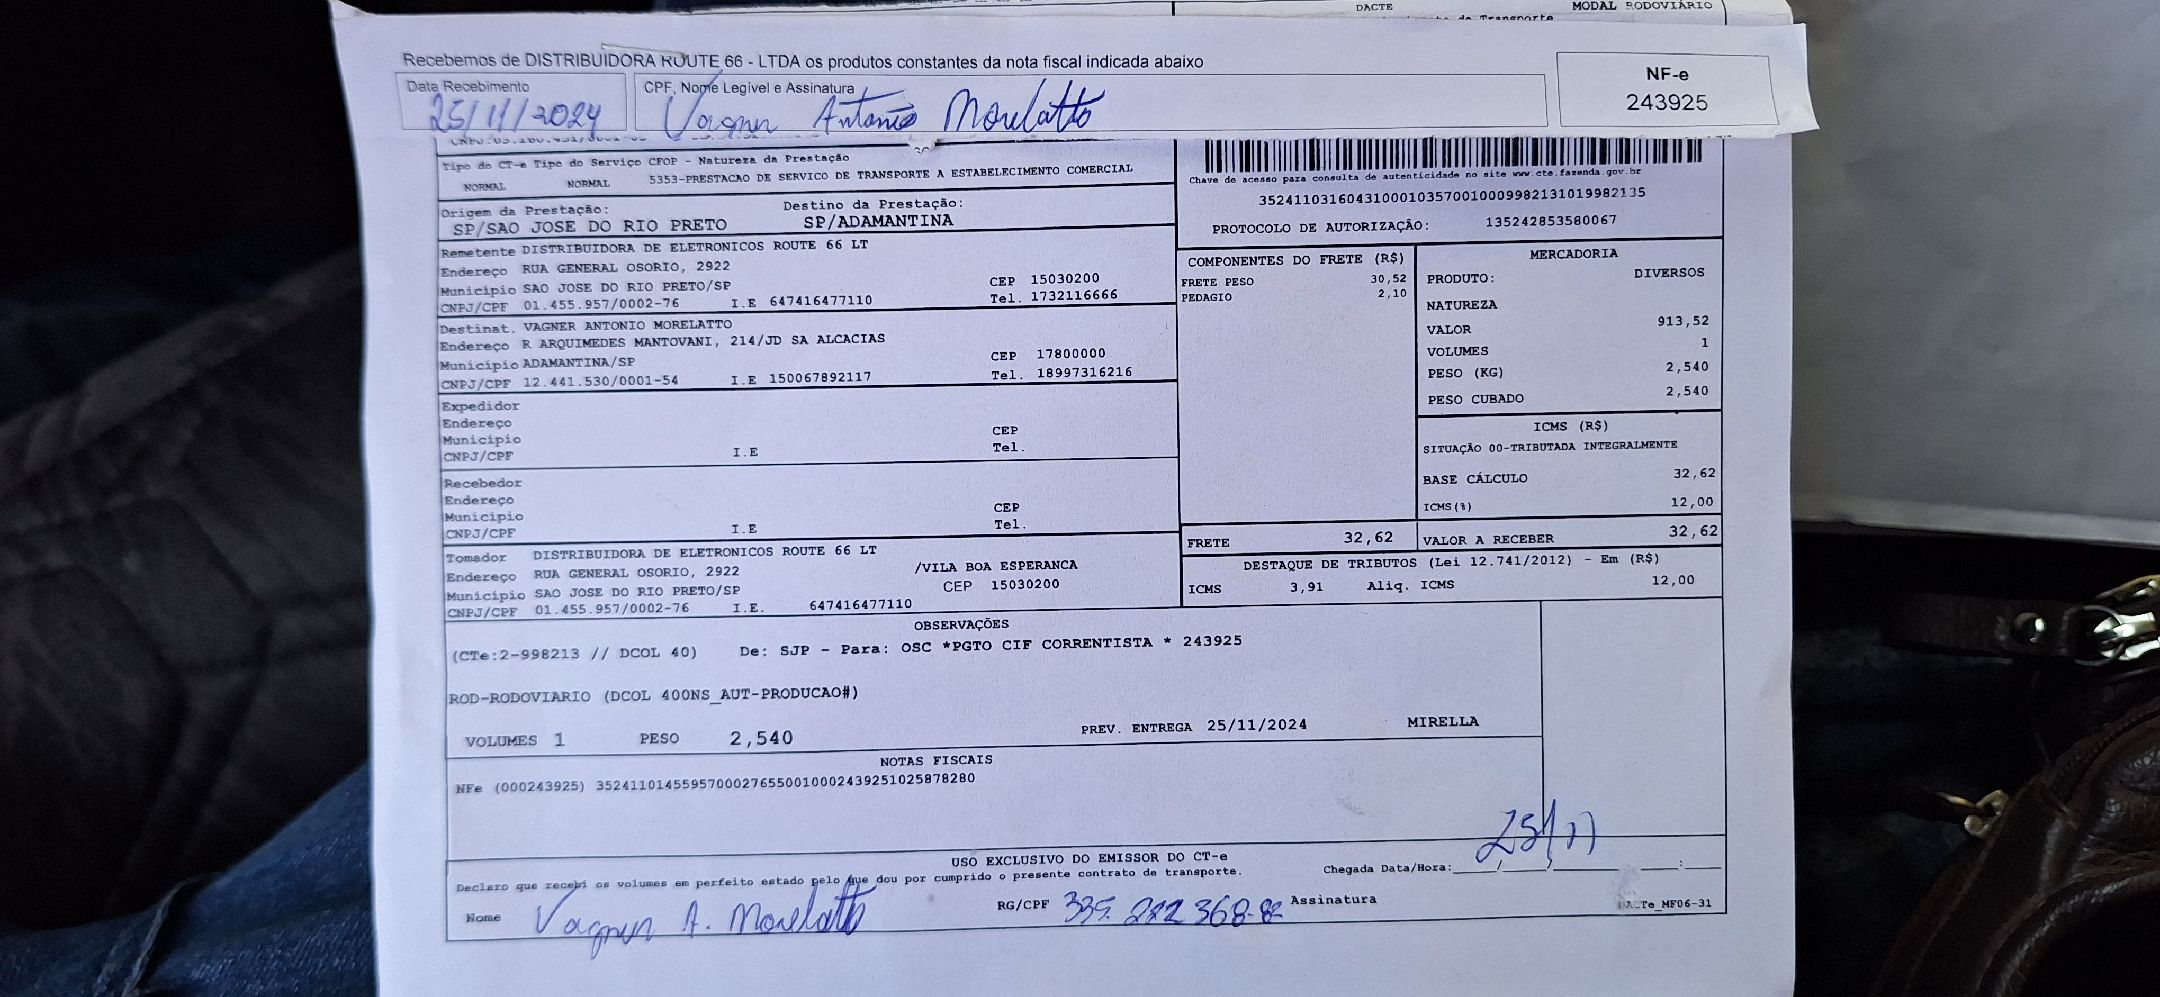 DACTE
MODAL RODOVIÁRIO
de Transporte
Recebemos de DISTRIBUIDORA ROUTE 66 - LTDA os produtos constantes da nota fiscal indicada abaixo
Data Recebimento
25/11/2024
CPF, Nome Legível e Assinatura
Vagner Antonio Morelatto
NF-e
243925
Tipo do CT-e Tipo do Serviço CFOP - Natureza da Prestação
NORMAL NORMAL 5353-PRESTACAO DE SERVICO DE TRANSPORTE A ESTABELECIMENTO COMERCIAL
Chave de acesso para consulta de autenticidade no site www.cte.fazenda.gov.br
35241103160431000103570010009982131019982135
PROTOCOLO DE AUTORIZAÇÃO: 135242853580067
Origem da Prestação: Destino da Prestação:
SP/SAO JOSE DO RIO PRETO SP/ADAMANTINA
Remetente DISTRIBUIDORA DE ELETRONICOS ROUTE 66 LT
Endereço RUA GENERAL OSORIO, 2922 CEP 15030200
Município SAO JOSE DO RIO PRETO/SP Tel. 1732116666
CNPJ/CPF 01.455.957/0002-76 I.E 647416477110
Destinat. VAGNER ANTONIO MORELATTO
Endereço R ARQUIMEDES MANTOVANI, 214/JD SA ALCACIAS
Município ADAMANTINA/SP CEP 17800000
CNPJ/CPF 12.441.530/0001-54 I.E 150067892117 Tel. 18997316216
Expedidor
Endereço
Município CEP
CNPJ/CPF I.E Tel.
Recebedor
Endereço
Município CEP
CNPJ/CPF I.E Tel.
Tomador DISTRIBUIDORA DE ELETRONICOS ROUTE 66 LT
Endereço RUA GENERAL OSORIO, 2922 /VILA BOA ESPERANCA
Município SAO JOSE DO RIO PRETO/SP CEP 15030200
CNPJ/CPF 01.455.957/0002-76 I.E. 647416477110
COMPONENTES DO FRETE (R$)
FRETE PESO 30,52
PEDAGIO 2,10
MERCADORIA
PRODUTO: DIVERSOS
NATUREZA
VALOR 913,52
VOLUMES 1
PESO (KG) 2,540
PESO CUBADO 2,540
ICMS (R$)
SITUAÇÃO 00-TRIBUTADA INTEGRALMENTE
BASE CÁLCULO 32,62
ICMS(%) 12,00
FRETE 32,62
VALOR A RECEBER 32,62
DESTAQUE DE TRIBUTOS (Lei 12.741/2012) - Em (R$)
ICMS 3,91 Aliq. ICMS 12,00
OBSERVAÇÕES
(CTe:2-998213 // DCOL 40) De: SJP - Para: OSC *PGTO CIF CORRENTISTA * 243925
ROD-RODOVIARIO (DCOL 400NS_AUT-PRODUCAO#)
VOLUMES 1 PESO 2,540 PREV. ENTREGA 25/11/2024 MIRELLA
NOTAS FISCAIS
NFe (000243925) 35241101455957000276550010002439251025878280
USO EXCLUSIVO DO EMISSOR DO CT-e
Declaro que recebi os volumes em perfeito estado pelo que dou por cumprido o presente contrato de transporte.
Chegada Data/Hora:____/____/________ ____:____
25/11
Nome Vagner A. Morelatto RG/CPF 335.282.368-82 Assinatura
DACTe_MF06-31